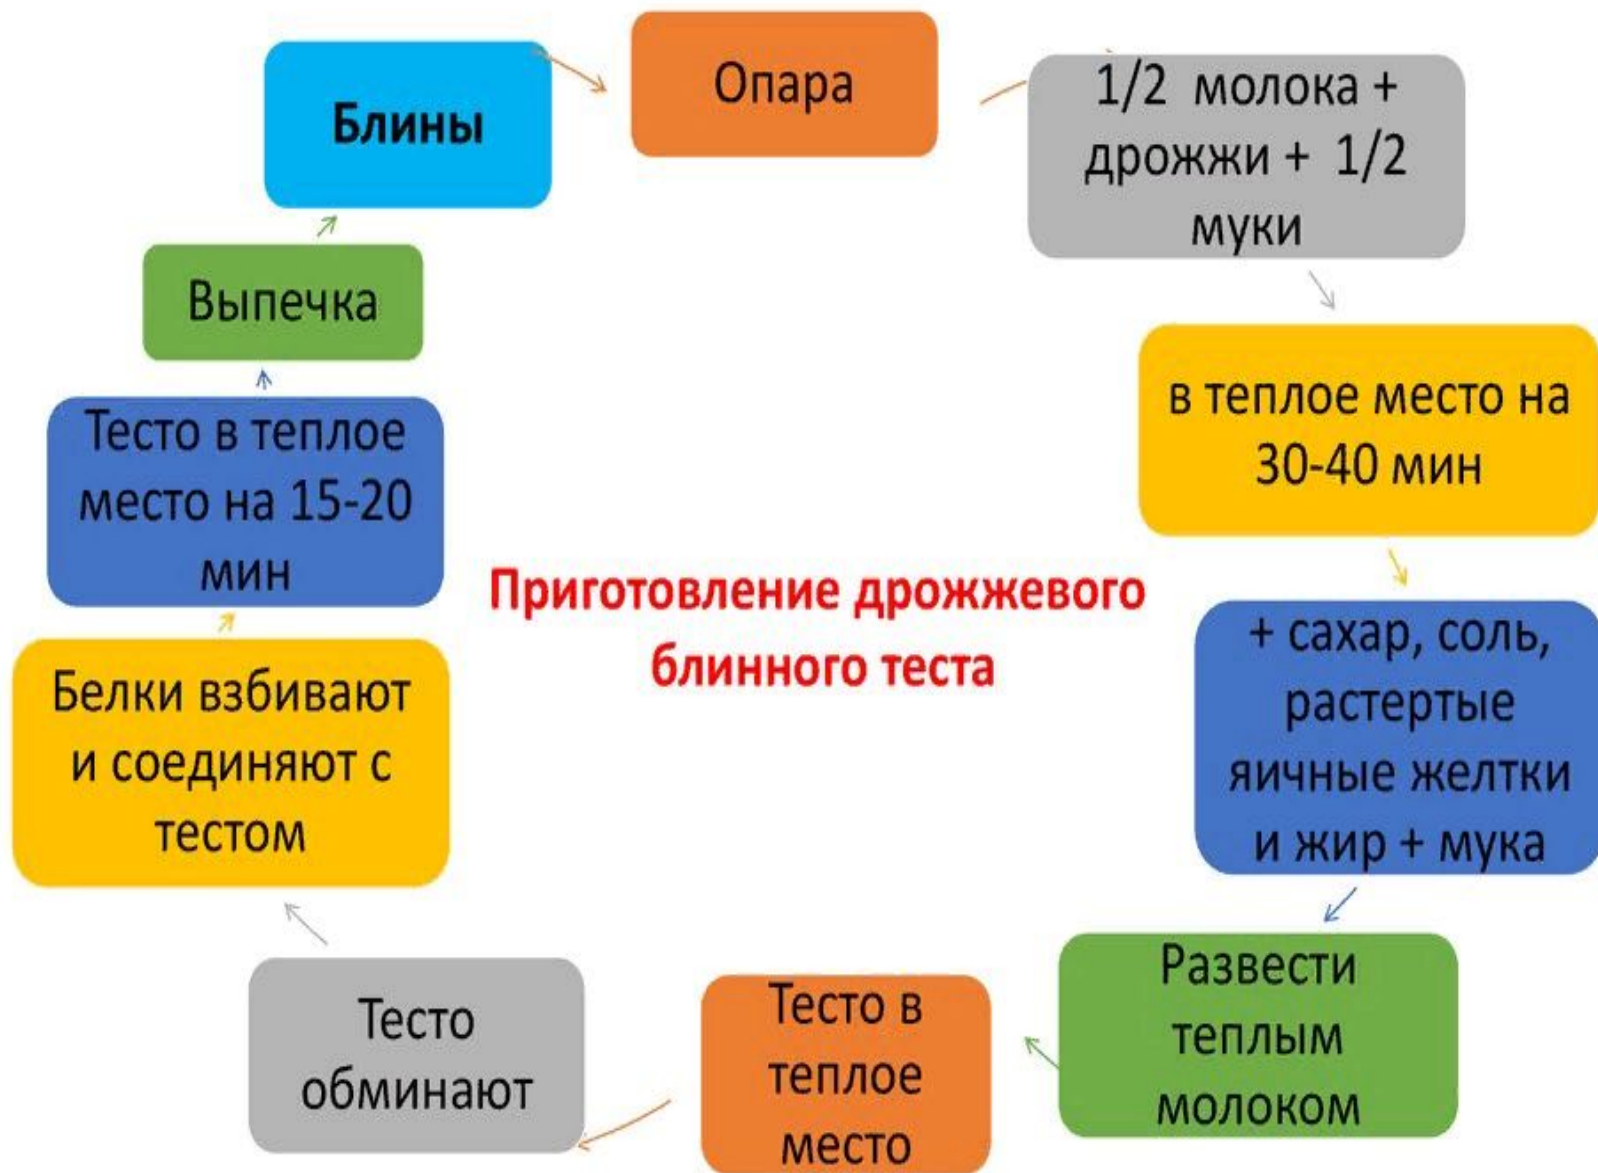 Блины
Опара
1/2 молока +
дрожжи + 1/2
муки
в теплое место на
30-40 мин
+ сахар, соль,
растертые
яичные желтки
и жир + мука
Развести
теплым
молоком
Тесто в
теплое
место
Тесто
обминают
Белки взбивают
и соединяют с
тестом
Тесто в теплое
место на 15-20
мин
Выпечка
Приготовление дрожжевого
блинного теста